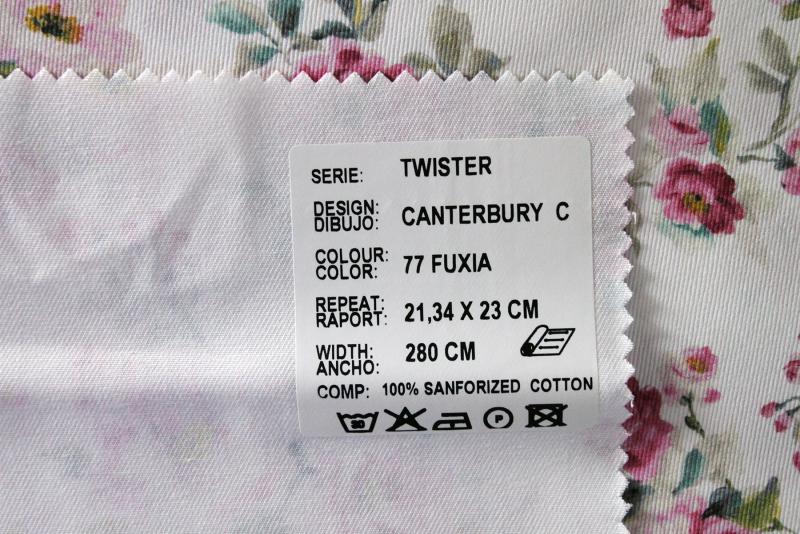 SERIE: TWISTER
DESIGN:
DIBUJO: CANTERBURY C
COLOUR:
COLOR: 77 FUXIA
REPEAT:
RAPORT: 21,34 X 23 CM
WIDTH:
ANCHO: 280 CM
COMP: 100% SANFORIZED COTTON
30 P